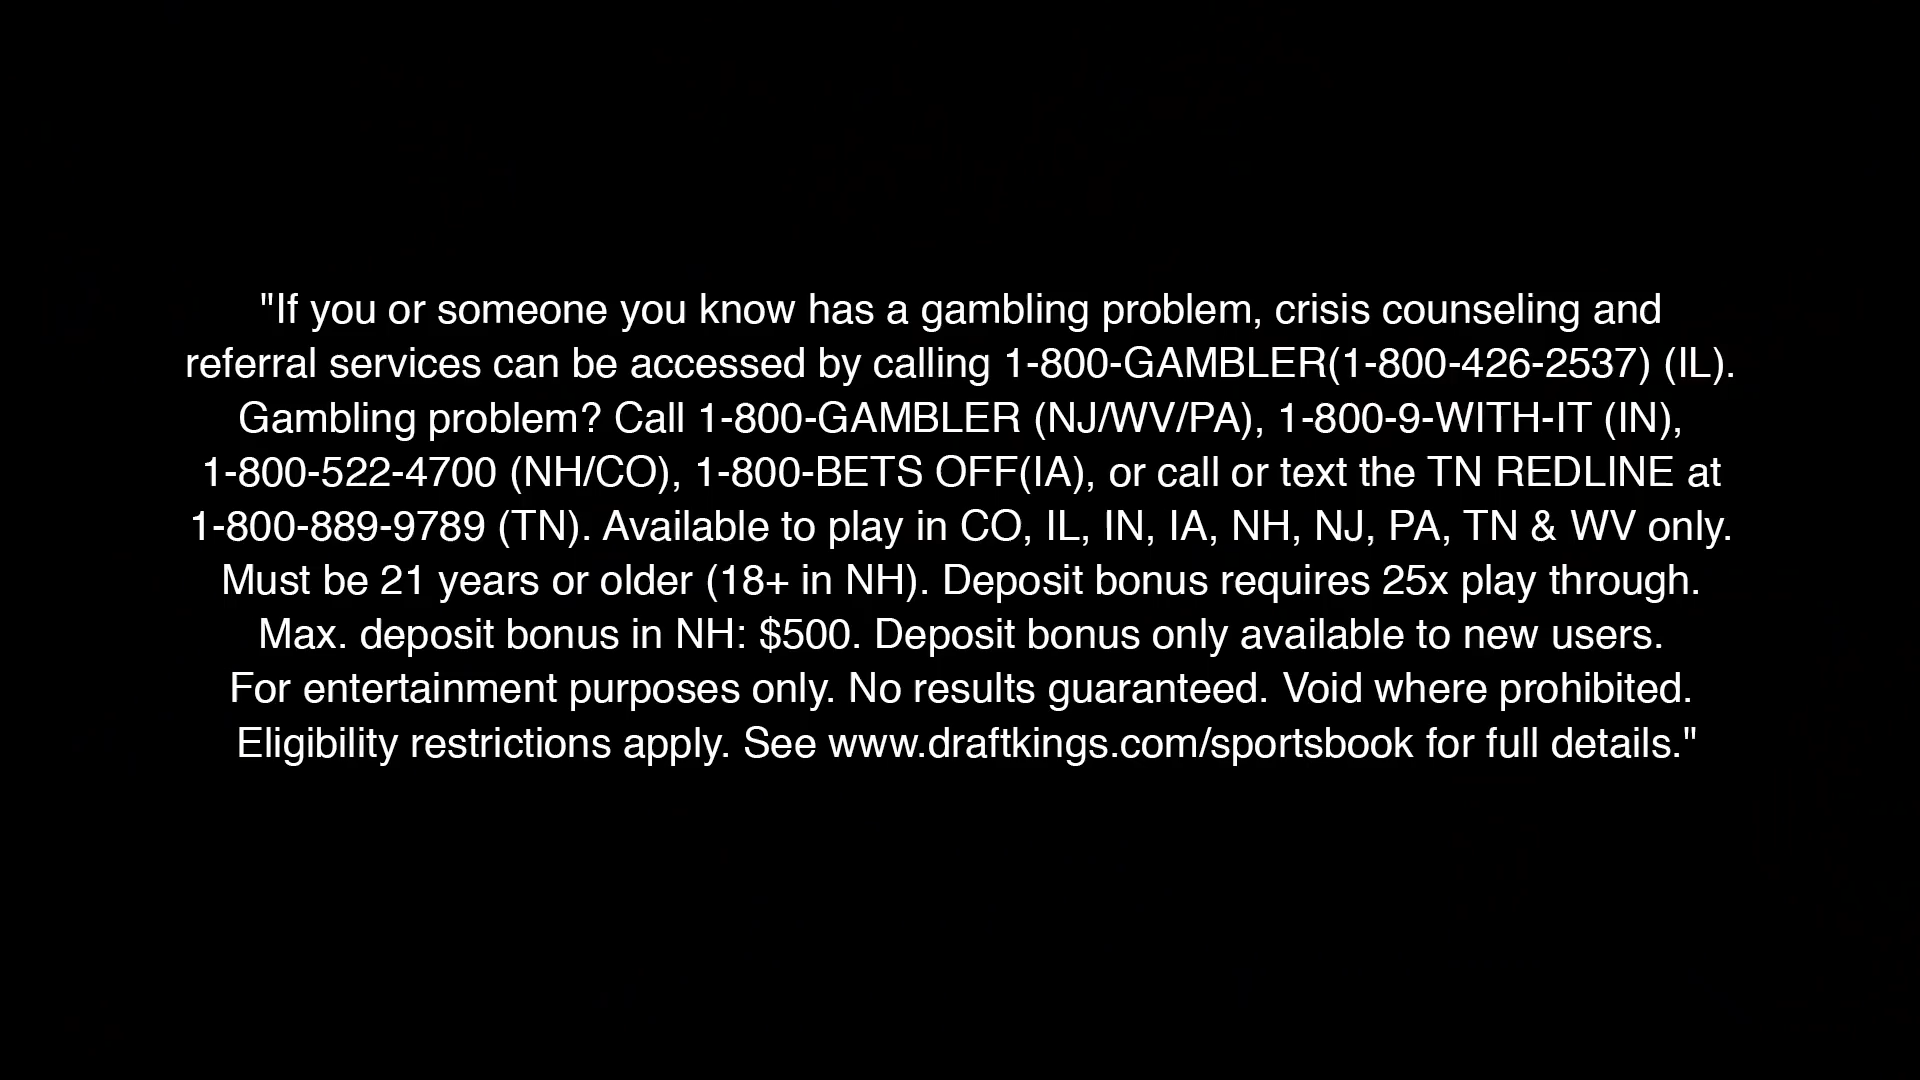 "If you or someone you know has a gambling problem, crisis counseling and
referral services can be accessed by calling 1-800-GAMBLER(1-800-426-2537) (IL).
Gambling problem? Call 1-800-GAMBLER (NJ/WV/PA), 1-800-9-WITH-IT (IN),
1-800-522-4700 (NH/CO), 1-800-BETS OFF(IA), or call or text the TN REDLINE at
1-800-889-9789 (TN). Available to play in CO, IL, IN, IA, NH, NJ, PA, TN & WV only.
Must be 21 years or older (18+ in NH). Deposit bonus requires 25x play through.
Max. deposit bonus in NH: $500. Deposit bonus only available to new users.
For entertainment purposes only. No results guaranteed. Void where prohibited.
Eligibility restrictions apply. See www.draftkings.com/sportsbook for full details."